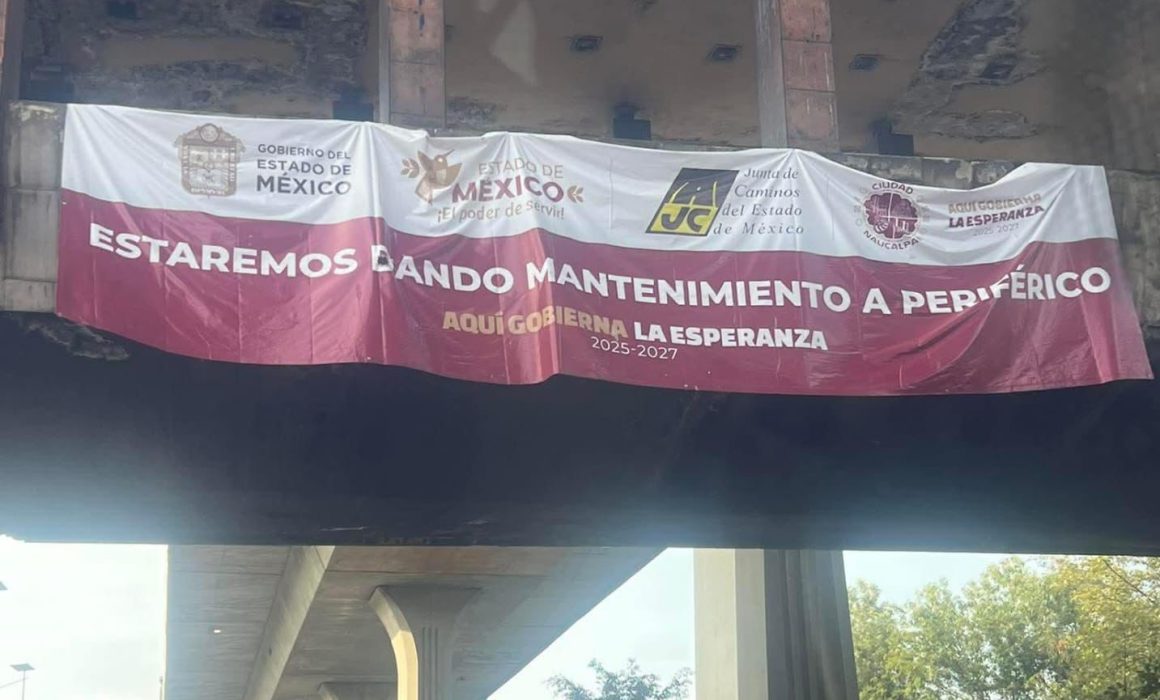 GOBIERNO DEL
ESTADO DE
MÉXICO
ESTADO DE
MÉXICO
¡El poder de servir!
JC
Junta de
Caminos
del Estado
de México
CIUDAD
NAUCALPAN
AQUÍ GOBIERNA
LA ESPERANZA
2025-2027
ESTAREMOS DANDO MANTENIMIENTO A PERIFÉRICO
AQUÍ GOBIERNA LA ESPERANZA
2025-2027